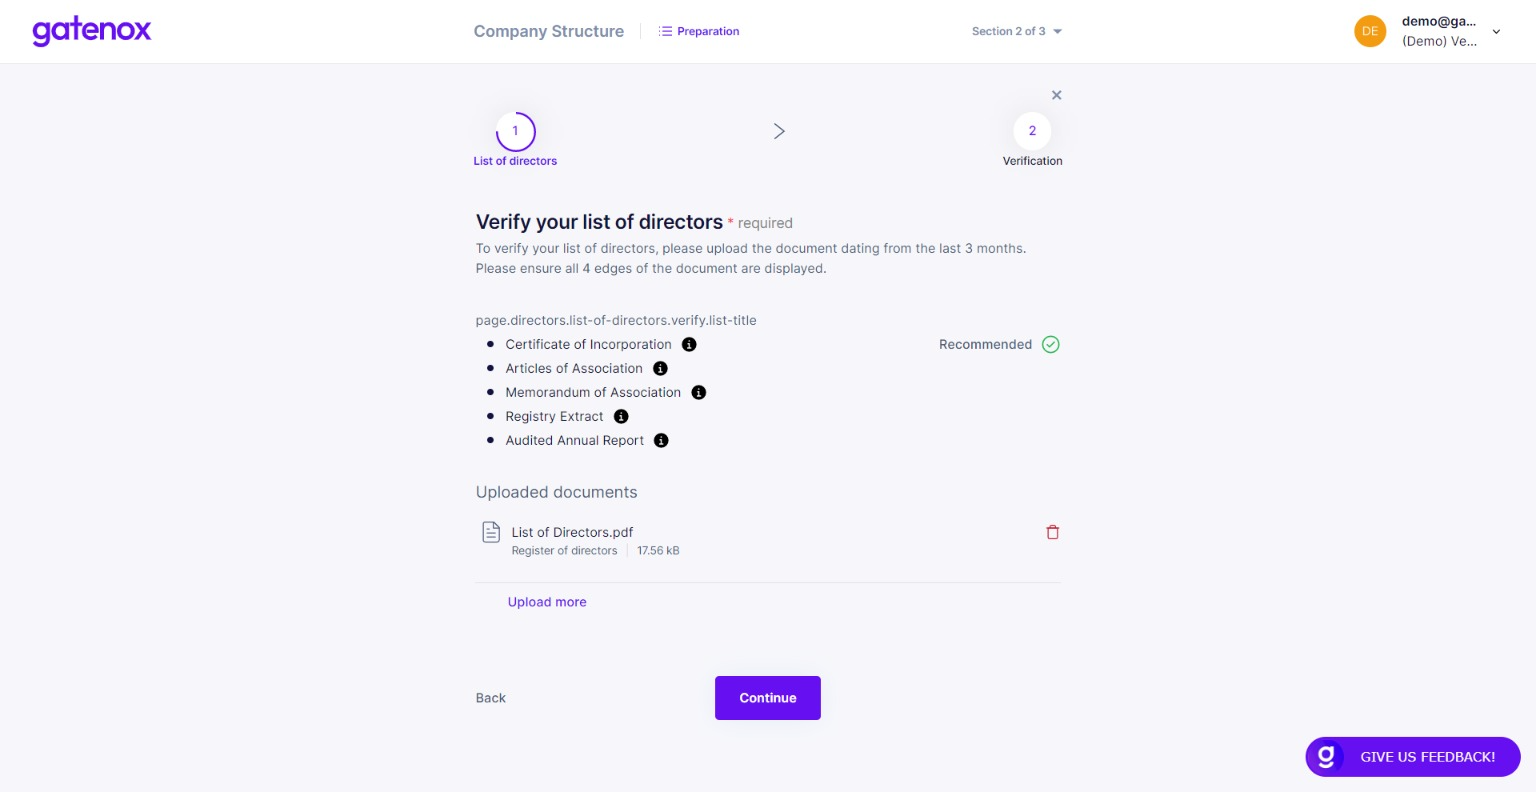 gatenox
Company Structure
Preparation
Section 2 of 3
DE
demo@ga...
(Demo) Ve...
1
2
List of directors
Verification
Verify your list of directors * required
To verify your list of directors, please upload the document dating from the last 3 months.
Please ensure all 4 edges of the document are displayed.
page.directors.list-of-directors.verify.list-title
Certificate of Incorporation
Recommended
Articles of Association
Memorandum of Association
Registry Extract
Audited Annual Report
Uploaded documents
List of Directors.pdf
Register of directors 17.56 kB
Upload more
Back
Continue
g GIVE US FEEDBACK!